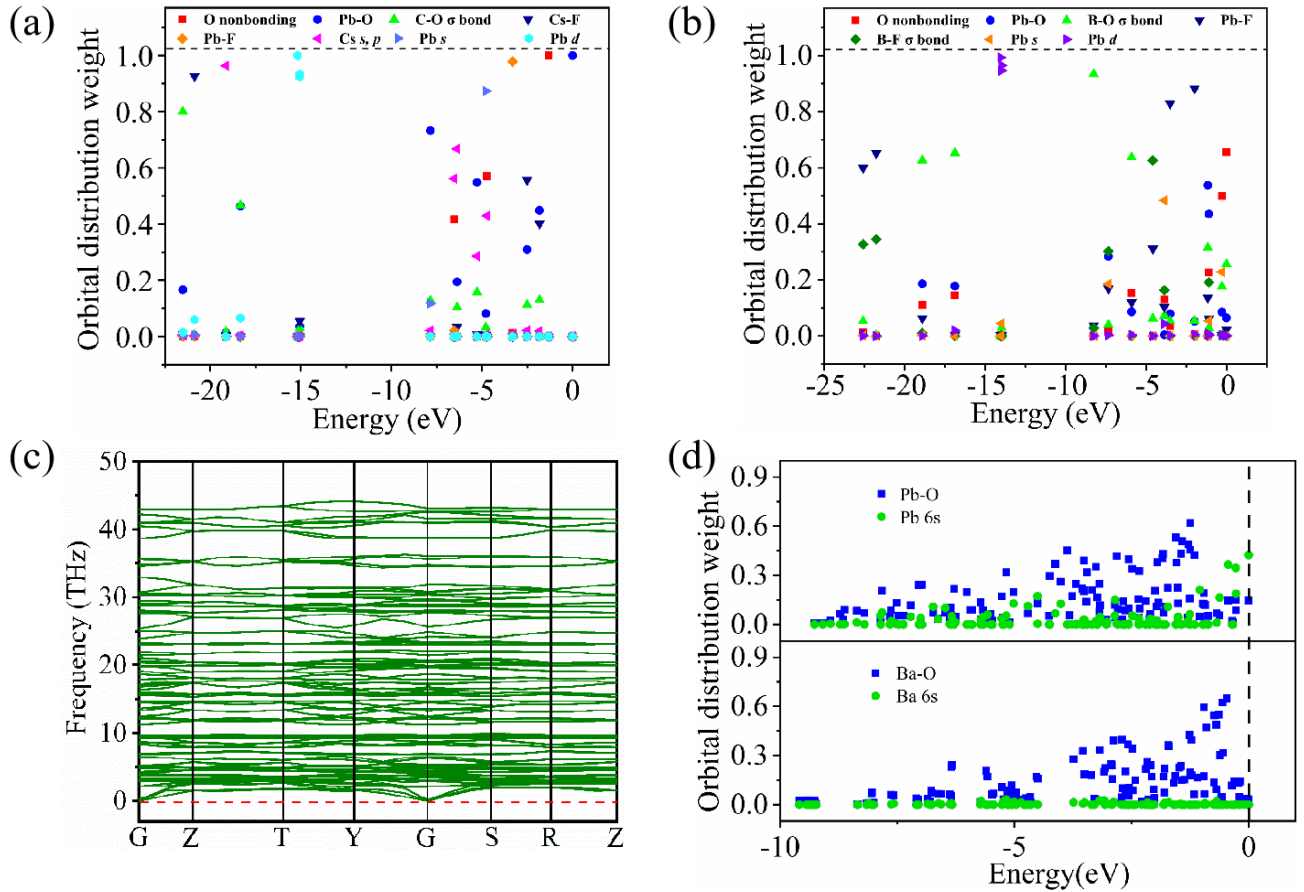 (a)
O nonbonding Pb-O C-O σ bond Cs-F
Pb-F Cs s, p Pb s Pb d
1.0
0.8
0.6
0.4
0.2
0.0
Orbital distribution weight
-20 -15 -10 -5 0
Energy (eV)
(b)
O nonbonding Pb-O B-O σ bond Pb-F
B-F σ bond Pb s Pb d
1.0
0.8
0.6
0.4
0.2
0.0
Orbital distribution weight
-25 -20 -15 -10 -5 0
Energy (eV)
(c)
50
40
30
20
10
0
Frequency (THz)
G Z T Y G S R Z
(d)
0.9
0.6
0.3
0.0
Pb-O
Pb 6s
0.9
0.6
0.3
0.0
Ba-O
Ba 6s
Orbital distribution weight
-10 -5 0
Energy(eV)